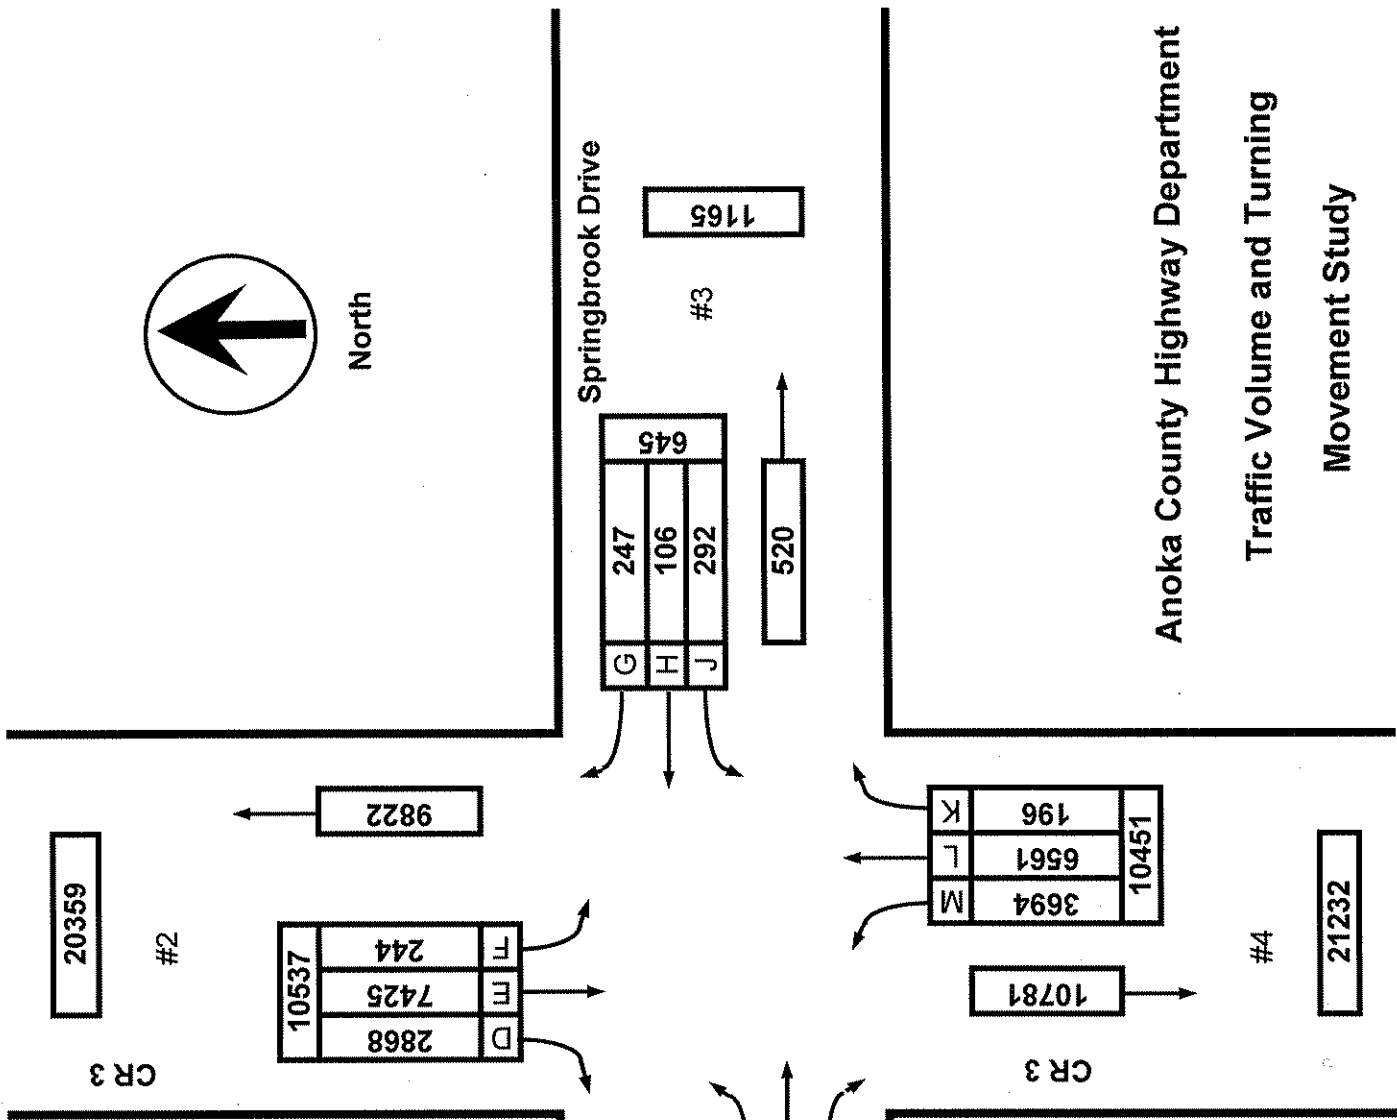 North
Springbrook Drive
1165
#3
645
G 247
H 106
J 292
520
20359
#2
CR 3
9822
10537
D 2868
E 7425
F 244
K 196
L 6561
M 3694
10451
10781
#4
21232
CR 3
Anoka County Highway Department
Traffic Volume and Turning
Movement Study